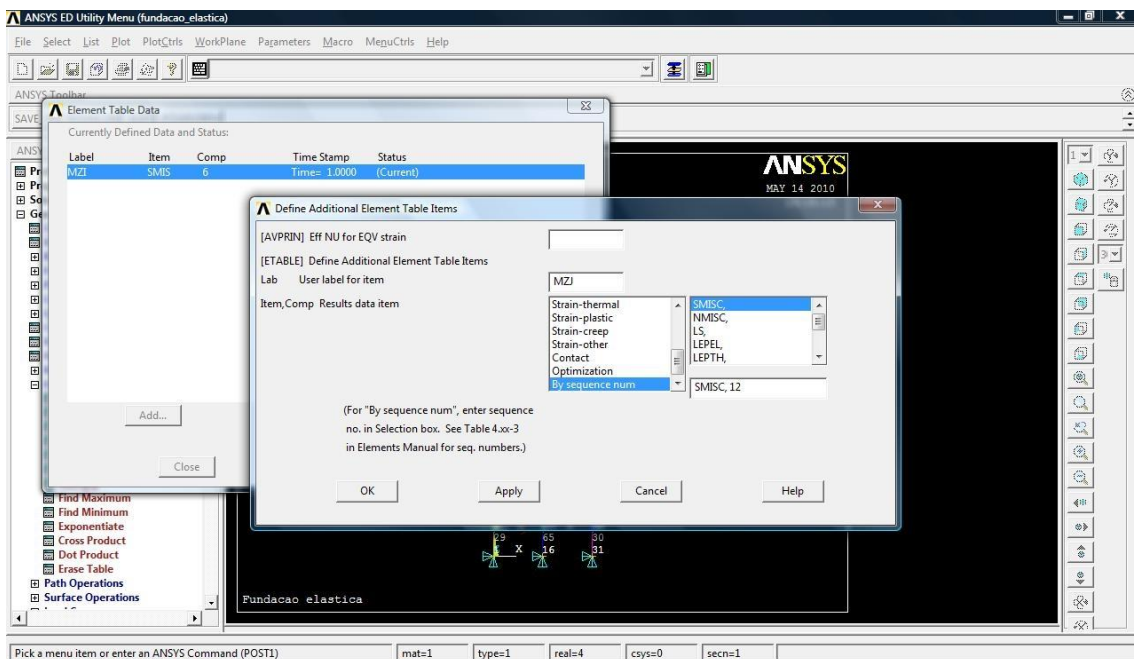 ANSYS ED Utility Menu (fundacao_elastica)
File Select List Plot PlotCtrls WorkPlane Parameters Macro MenuCtrls Help
ANSYS Toolbar
SAVE
Element Table Data
Currently Defined Data and Status:
Label Item Comp Time Stamp Status
MZI SMIS 6 Time= 1.0000 (Current)
Add...
Close
ANSYS
MAY 14 2010
Define Additional Element Table Items
[AVPRIN] Eff NU for EQV strain
[ETABLE] Define Additional Element Table Items
Lab User label for item MZJ
Item,Comp Results data item
Strain-thermal SMISC,
Strain-plastic NMISC,
Strain-creep LS,
Strain-other LEPEL,
Contact LEPTH,
Optimization
By sequence num SMISC, 12
(For "By sequence num", enter sequence
no. in Selection box. See Table 4.xx-3
in Elements Manual for seq. numbers.)
OK Apply Cancel Help
Find Maximum
Find Minimum
Exponentiate
Cross Product
Dot Product
Erase Table
Path Operations
Surface Operations
29 65 30
X 16 31
Fundacao elastica
Pick a menu item or enter an ANSYS Command (POST1) mat=1 type=1 real=4 csys=0 secn=1